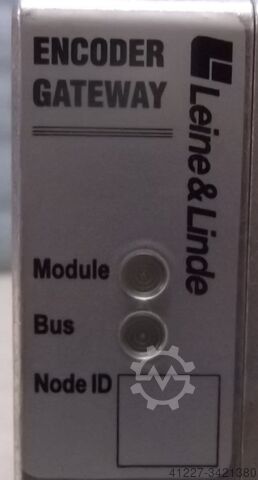 ENCODER
GATEWAY
Leine&Linde
Module
Bus
Node ID
41227-3421380